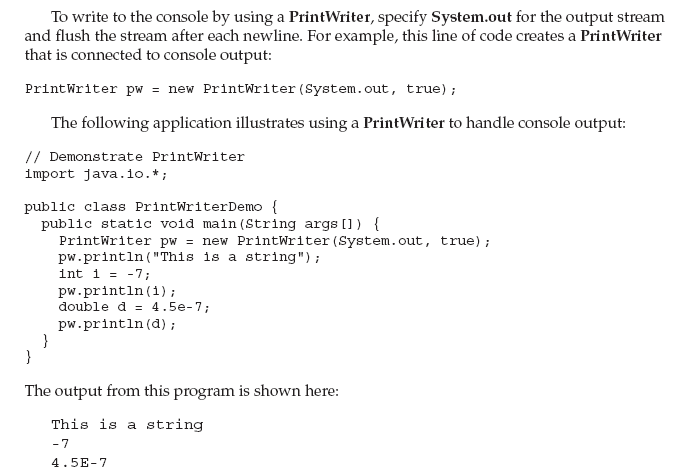 To write to the console by using a PrintWriter, specify System.out for the output stream
and flush the stream after each newline. For example, this line of code creates a PrintWriter
that is connected to console output:
PrintWriter pw = new PrintWriter(System.out, true);
The following application illustrates using a PrintWriter to handle console output:
// Demonstrate PrintWriter
import java.io.*;
public class PrintWriterDemo {
public static void main(String args[]) {
PrintWriter pw = new PrintWriter(System.out, true);
pw.println("This is a string");
int i = -7;
pw.println(i);
double d = 4.5e-7;
pw.println(d);
}
}
The output from this program is shown here:
This is a string
-7
4.5E-7